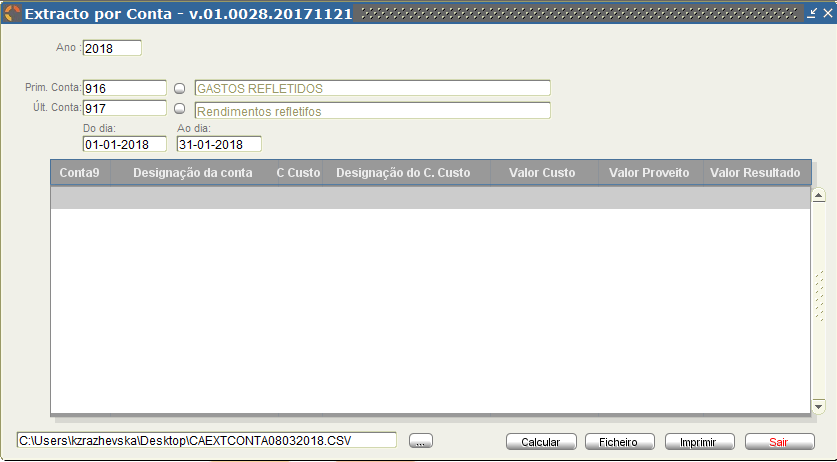 Extracto por Conta - v.01.0028.20171121
Ano : 2018
Prim. Conta: 916 GASTOS REFLETIDOS
Últ. Conta: 917 Rendimentos refletifos
Do dia: Ao dia:
01-01-2018 31-01-2018
Conta9 Designação da conta C Custo Designação do C. Custo Valor Custo Valor Proveito Valor Resultado
C:\Users\kzrazhevska\Desktop\CAEXTCONTA08032018.CSV ... Calcular Ficheiro Imprimir Sair